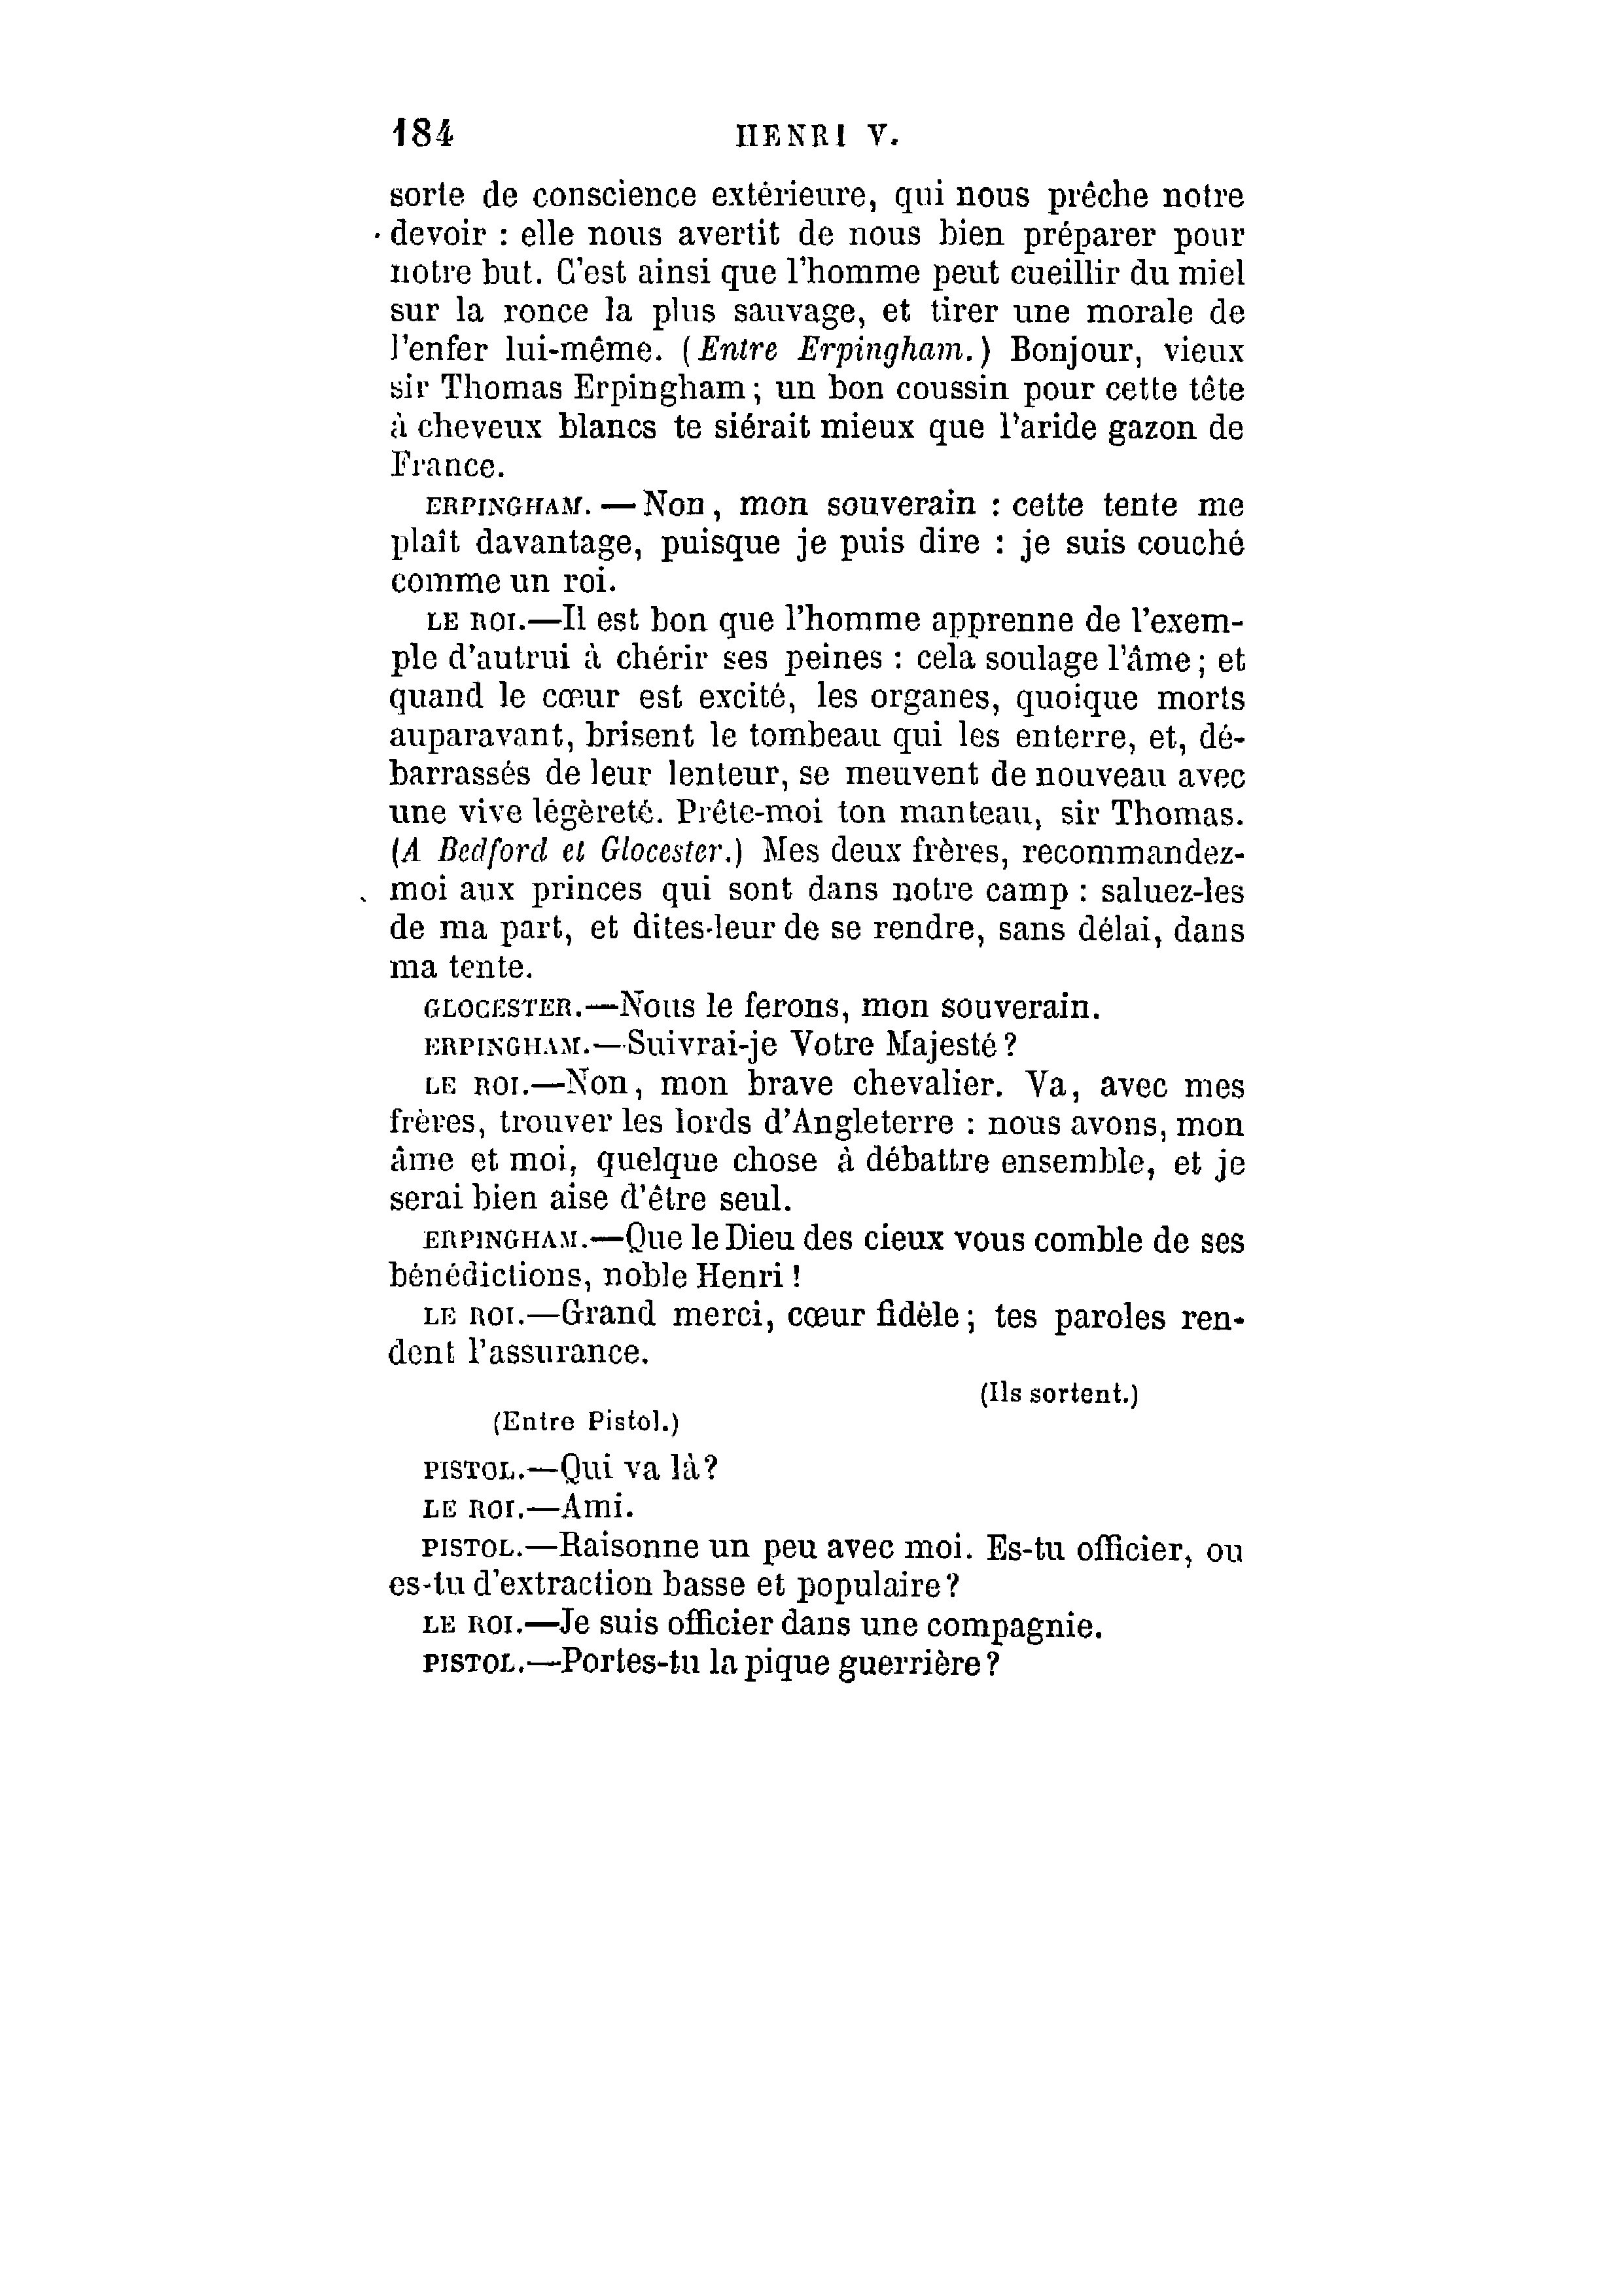 184 HENRI V.
sorte de conscience extérieure, qui nous prêche notre
devoir : elle nous avertit de nous bien préparer pour
notre but. C'est ainsi que l'homme peut cueillir du miel
sur la ronce la plus sauvage, et tirer une morale de
l'enfer lui-même. (Entre Erpingham.) Bonjour, vieux
sir Thomas Erpingham ; un bon coussin pour cette tête
à cheveux blancs te siérait mieux que l'aride gazon de
France.
ERPINGHAM. — Non, mon souverain : cette tente me
plaît davantage, puisque je puis dire : je suis couché
comme un roi.
LE ROI.—Il est bon que l'homme apprenne de l'exem-
ple d'autrui à chérir ses peines : cela soulage l'âme ; et
quand le cœur est excité, les organes, quoique morts
auparavant, brisent le tombeau qui les enterre, et, dé-
barrassés de leur lenteur, se meuvent de nouveau avec
une vive légèreté. Prête-moi ton manteau, sir Thomas.
(A Bedford et Glocester.) Mes deux frères, recommandez-
moi aux princes qui sont dans notre camp : saluez-les
de ma part, et dites-leur de se rendre, sans délai, dans
ma tente.
GLOCESTER.—Nous le ferons, mon souverain.
ERPINGHAM.—Suivrai-je Votre Majesté ?
LE ROI.—Non, mon brave chevalier. Va, avec mes
frères, trouver les lords d'Angleterre : nous avons, mon
âme et moi, quelque chose à débattre ensemble, et je
serai bien aise d'être seul.
ERPINGHAM.—Que le Dieu des cieux vous comble de ses
bénédictions, noble Henri !
LE ROI.—Grand merci, cœur fidèle ; tes paroles ren-
dent l'assurance.
(Ils sortent.)
(Entre Pistol.)
PISTOL.—Qui va là ?
LE ROI.—Ami.
PISTOL.—Raisonne un peu avec moi. Es-tu officier, ou
es-tu d'extraction basse et populaire ?
LE ROI.—Je suis officier dans une compagnie.
PISTOL.—Portes-tu la pique guerrière ?